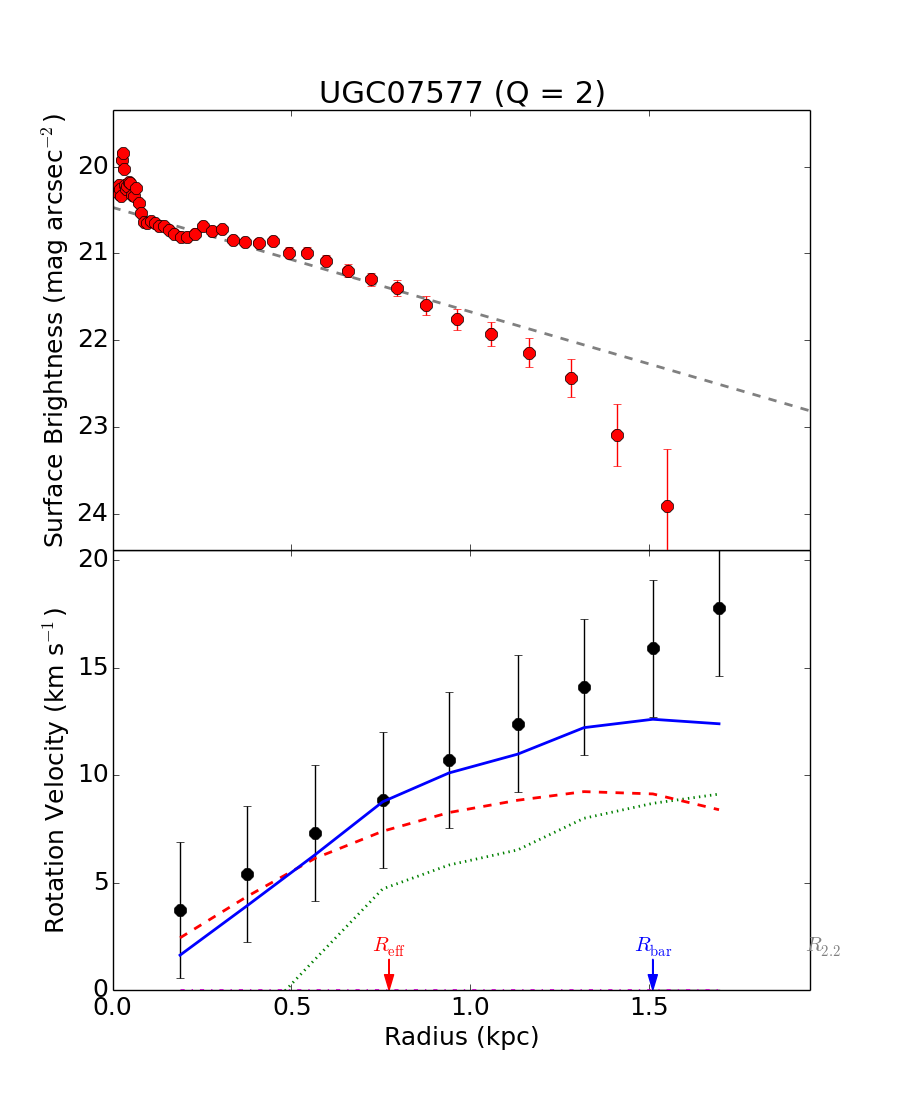 UGC07577 (Q = 2)
Surface Brightness (mag arcsec⁻²)
20
21
22
23
24
Rotation Velocity (km s⁻¹)
20
15
10
5
0
R_eff
R_bar
R_2.2
0.0 0.5 1.0 1.5
Radius (kpc)